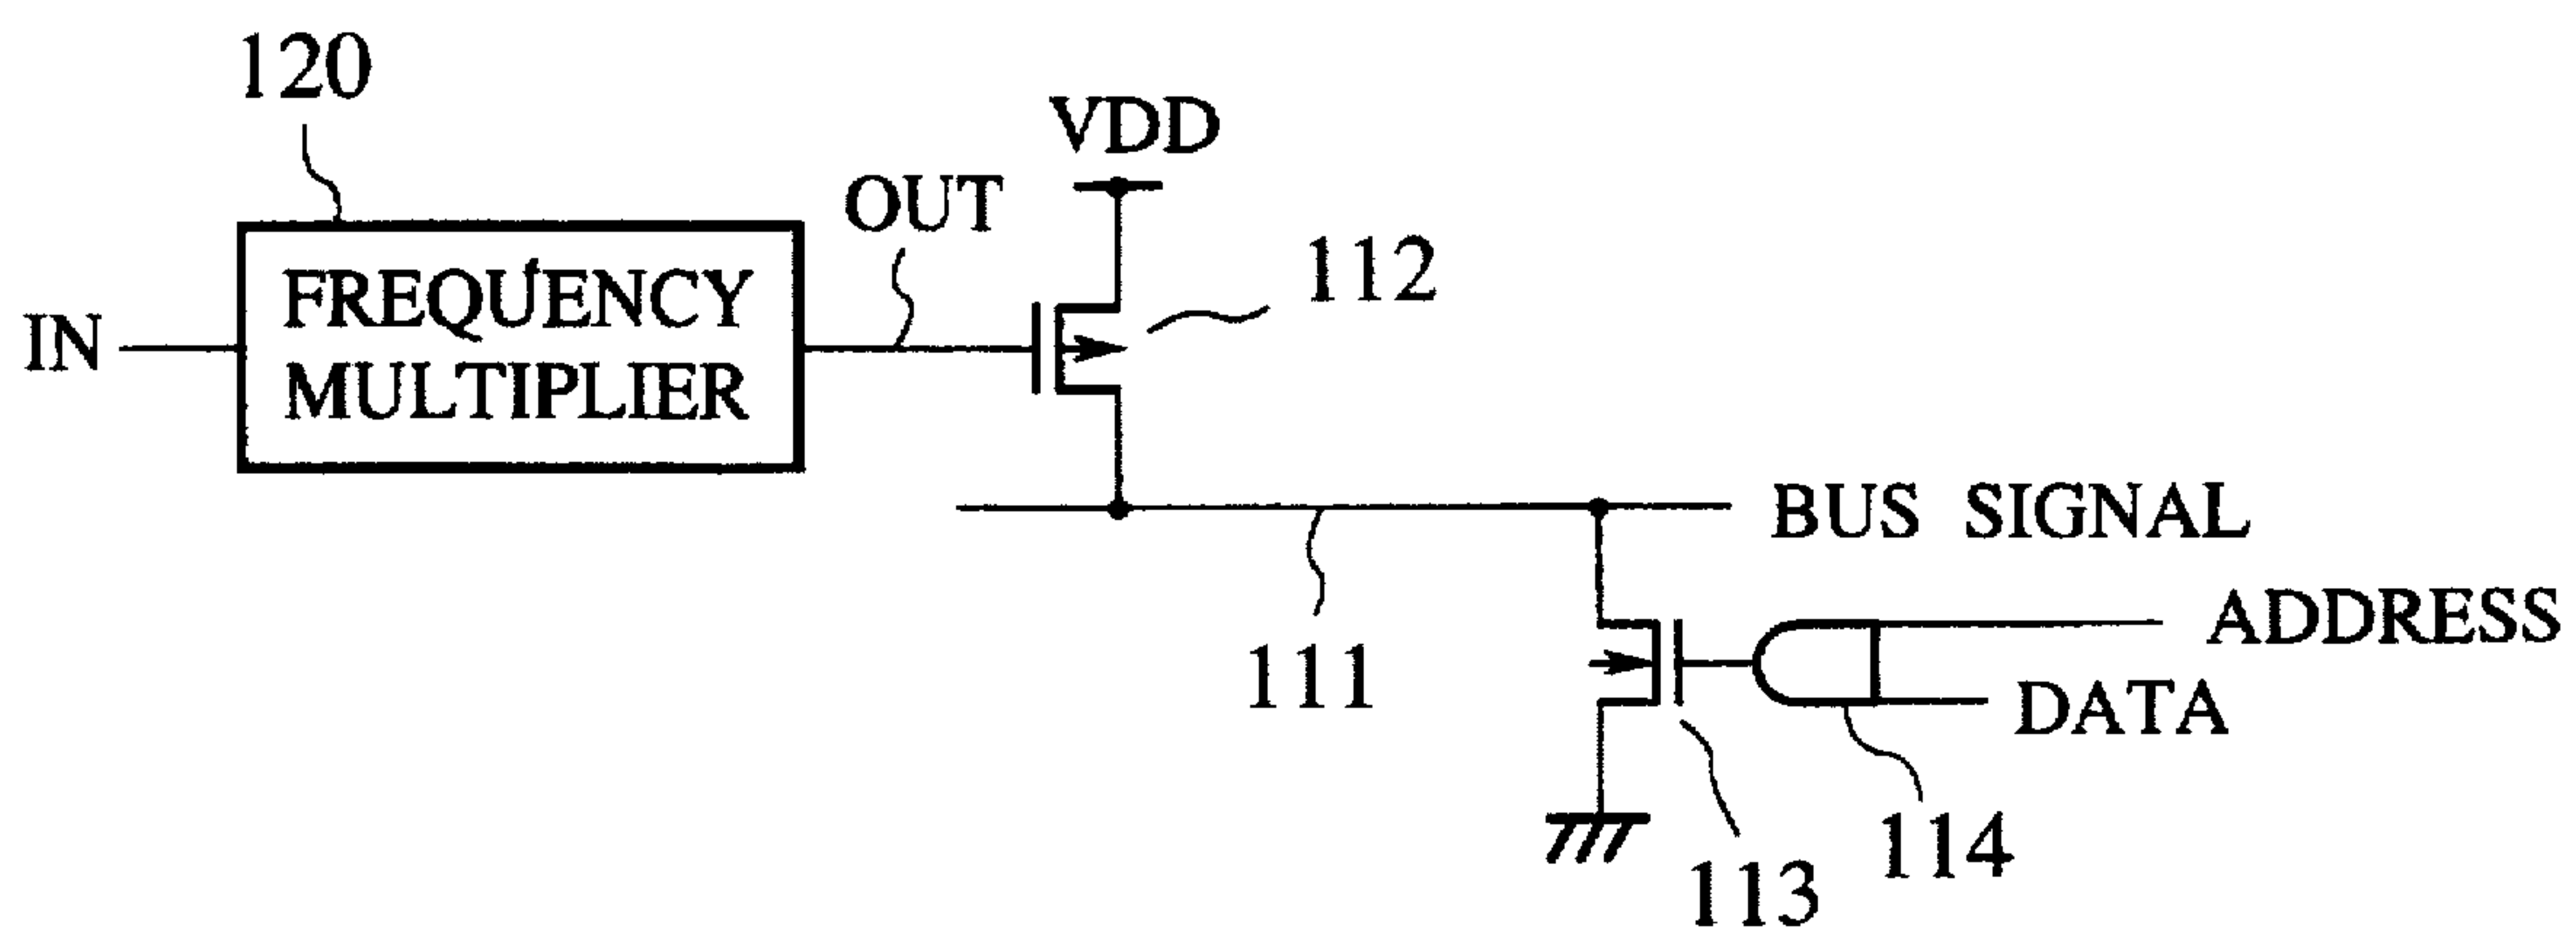 120
VDD
OUT
112
IN
FREQUENCY
MULTIPLIER
BUS SIGNAL
111
ADDRESS
DATA
113
114